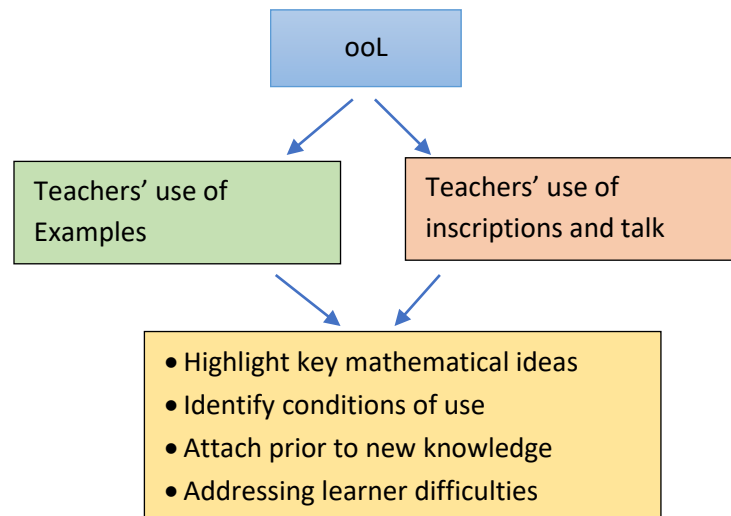 ooL
Teachers’ use of
Examples
Teachers’ use of
inscriptions and talk
• Highlight key mathematical ideas
• Identify conditions of use
• Attach prior to new knowledge
• Addressing learner difficulties